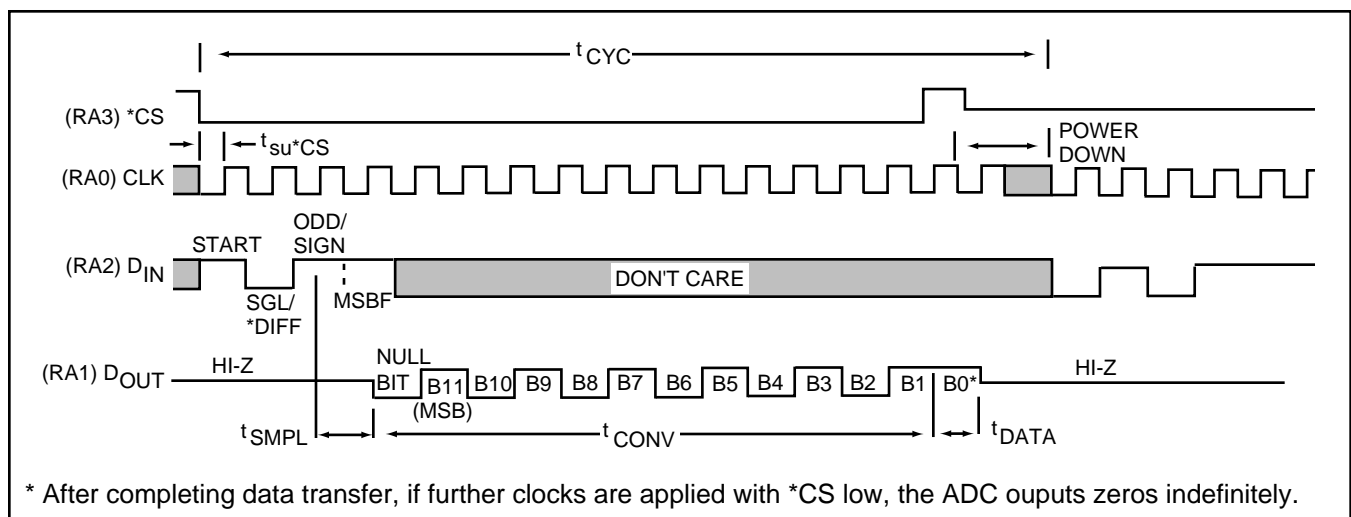 t CYC
(RA3) *CS
t su*CS
POWER
DOWN
(RA0) CLK
START
ODD/
SIGN
(RA2) DIN
DON'T CARE
MSBF
SGL/
*DIFF
(RA1) DOUT
HI-Z
NULL
BIT
B11
(MSB)
B10
B9
B8
B7
B6
B5
B4
B3
B2
B1
B0*
HI-Z
t SMPL
t CONV
t DATA
* After completing data transfer, if further clocks are applied with *CS low, the ADC ouputs zeros indefinitely.